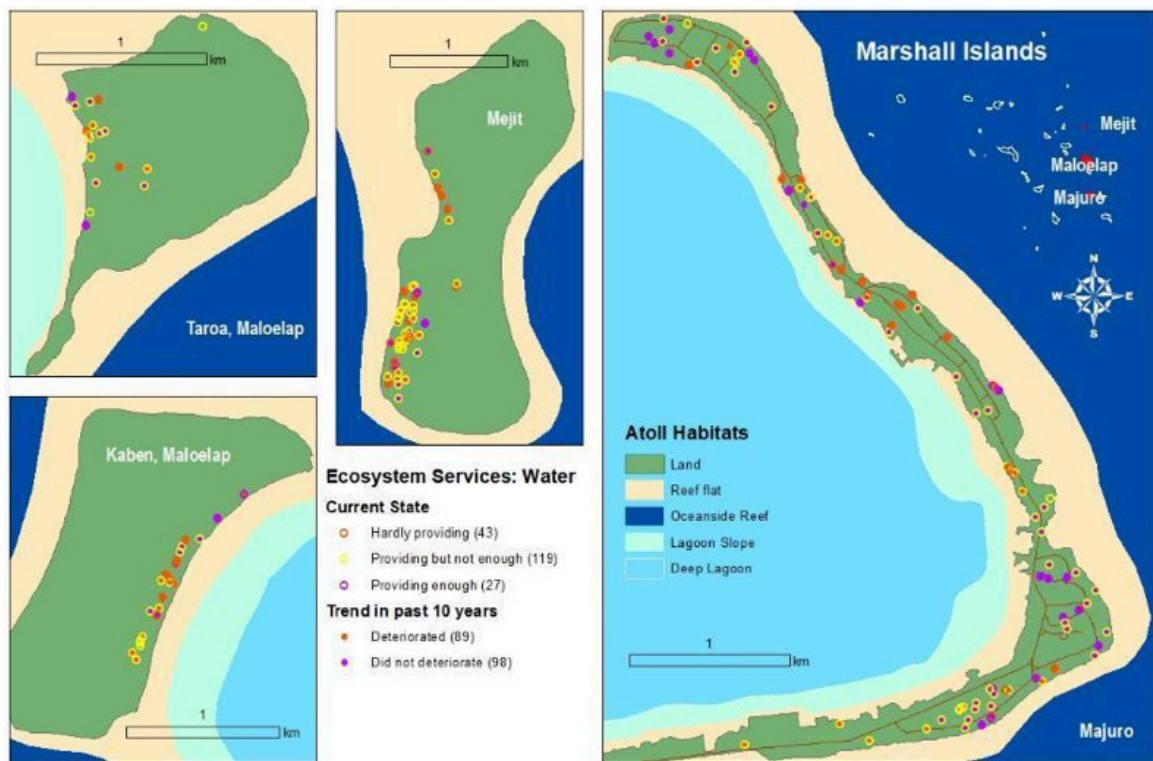 1
km
Taroa, Maloelap
1
km
Mejit
Marshall Islands
Mejit
Maloelap
Majuro
N
W E
S
Kaben, Maloelap
1
km
Ecosystem Services: Water
Current State
Hardly providing (43)
Providing but not enough (119)
Providing enough (27)
Trend in past 10 years
Deteriorated (89)
Did not deteriorate (98)
Atoll Habitats
Land
Reef flat
Oceanside Reef
Lagoon Slope
Deep Lagoon
1
km
Majuro